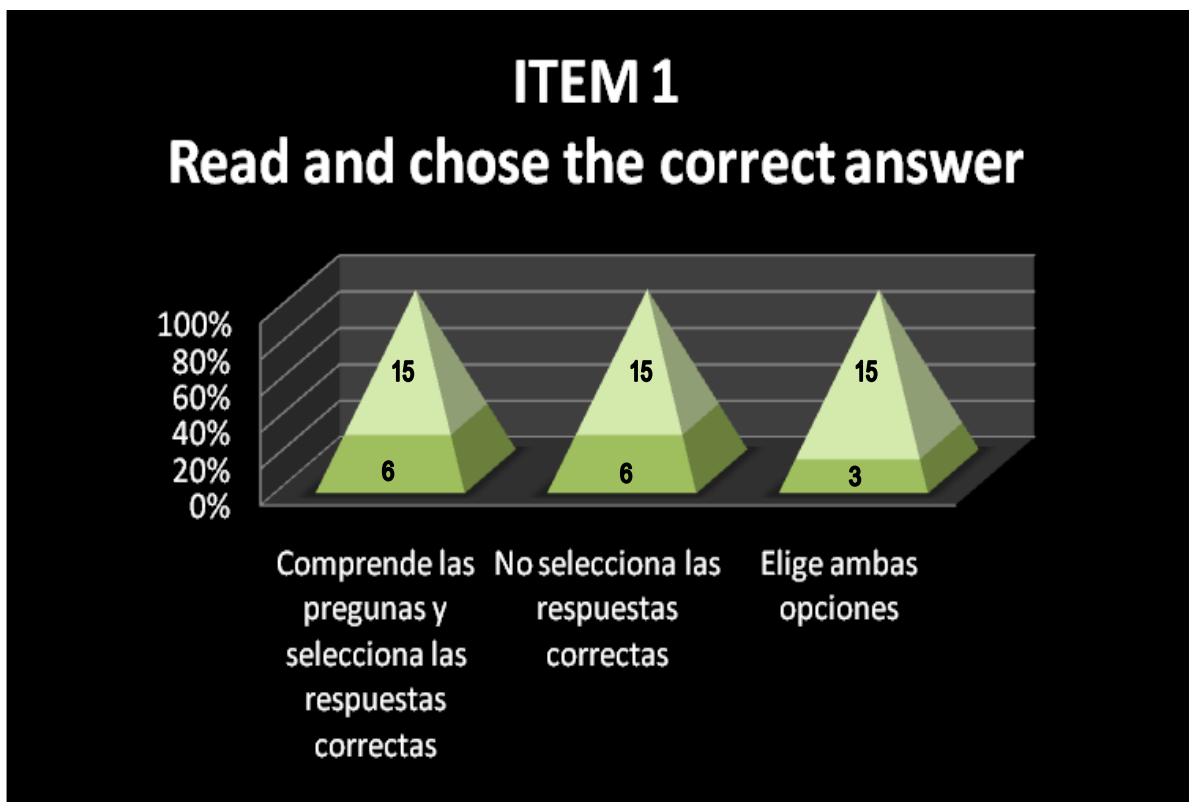 ITEM 1
Read and chose the correct answer
100%
80%
60%
40%
20%
0%
15
15
15
6
6
3
Comprende las
pregunas y
selecciona las
respuestas
correctas
No selecciona las
respuestas
correctas
Elige ambas
opciones